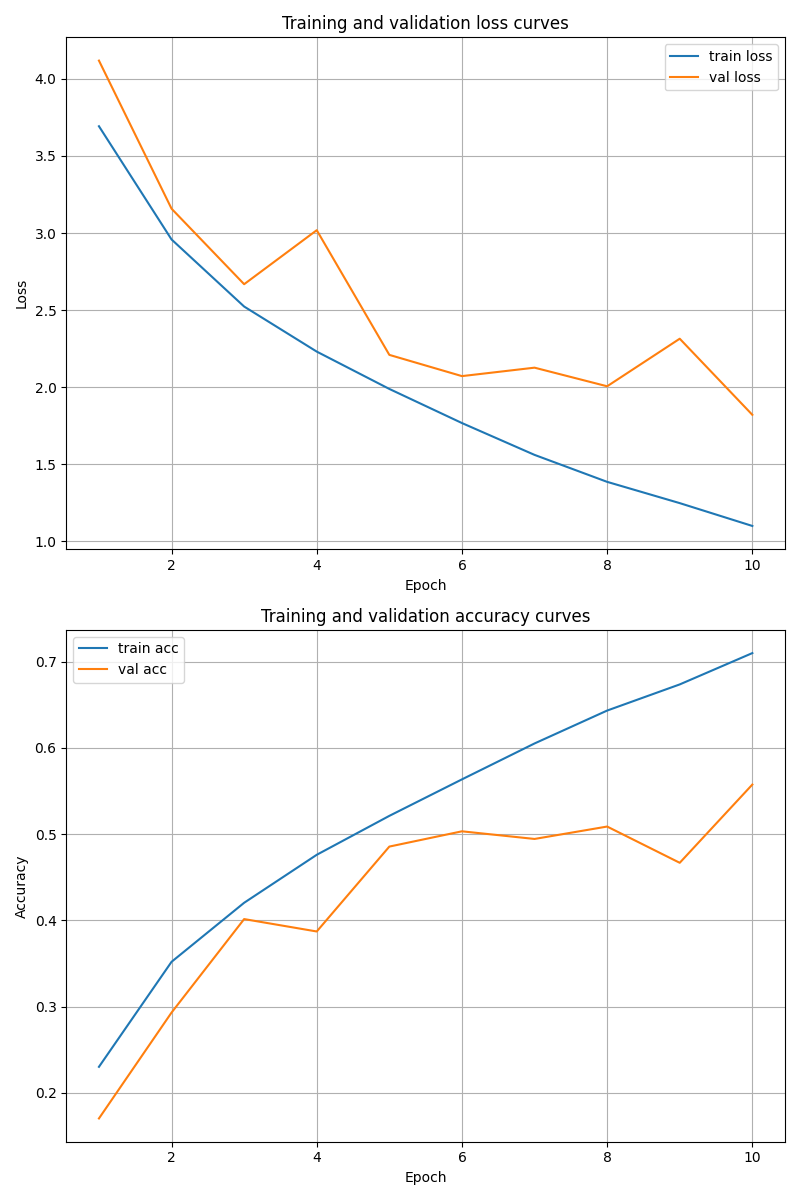 Training and validation loss curves
train loss
val loss
4.0
3.5
3.0
2.5
2.0
1.5
1.0
Loss
2 4 6 8 10
Epoch
Training and validation accuracy curves
train acc
val acc
0.7
0.6
0.5
0.4
0.3
0.2
Accuracy
2 4 6 8 10
Epoch